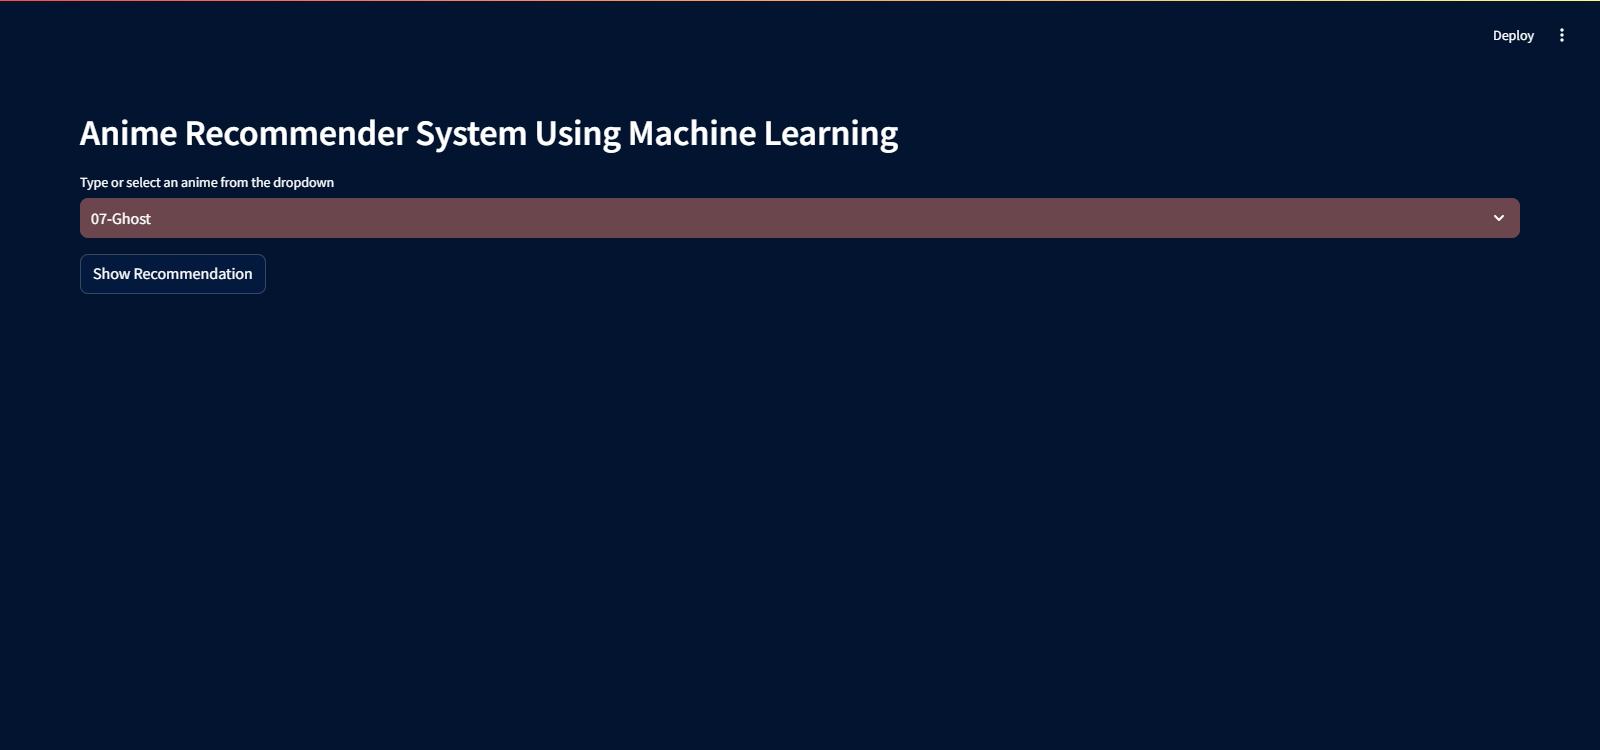 Deploy
Anime Recommender System Using Machine Learning
Type or select an anime from the dropdown
07-Ghost
Show Recommendation